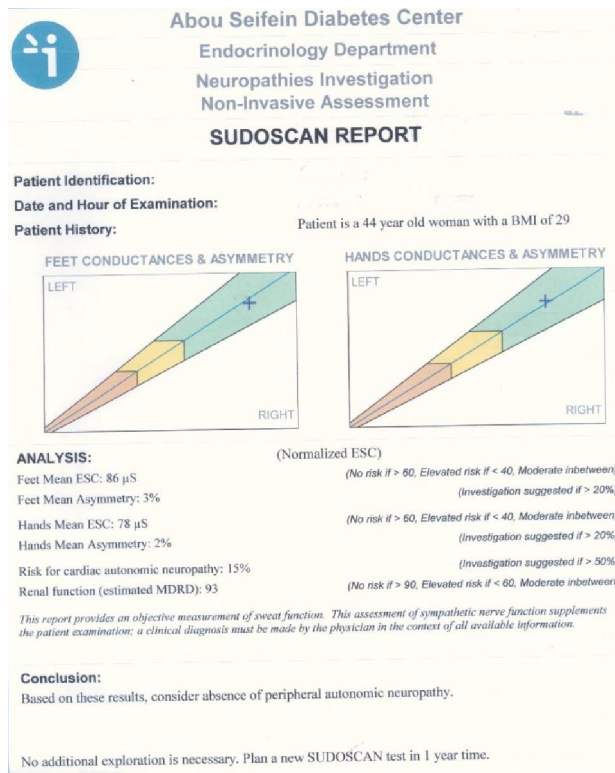 Abou Seifein Diabetes Center
Endocrinology Department
Neuropathies Investigation
Non-Invasive Assessment
SUDOSCAN REPORT
Patient Identification:
Date and Hour of Examination:
Patient History: Patient is a 44 year old woman with a BMI of 29
FEET CONDUCTANCES & ASYMMETRY
LEFT
RIGHT
HANDS CONDUCTANCES & ASYMMETRY
LEFT
RIGHT
ANALYSIS: (Normalized ESC)
Feet Mean ESC: 86 µS (No risk if > 60, Elevated risk if < 40, Moderate inbetween)
Feet Mean Asymmetry: 3% (Investigation suggested if > 20%)
Hands Mean ESC: 78 µS (No risk if > 60, Elevated risk if < 40, Moderate inbetween)
Hands Mean Asymmetry: 2% (Investigation suggested if > 20%)
Risk for cardiac autonomic neuropathy: 15% (Investigation suggested if > 50%)
Renal function (estimated MDRD): 93 (No risk if > 90, Elevated risk if < 60, Moderate inbetween)
This report provides an objective measurement of sweat function. This assessment of sympathetic nerve function supplements
the patient examination; a clinical diagnosis must be made by the physician in the context of all available information.
Conclusion:
Based on these results, consider absence of peripheral autonomic neuropathy.
No additional exploration is necessary. Plan a new SUDOSCAN test in 1 year time.